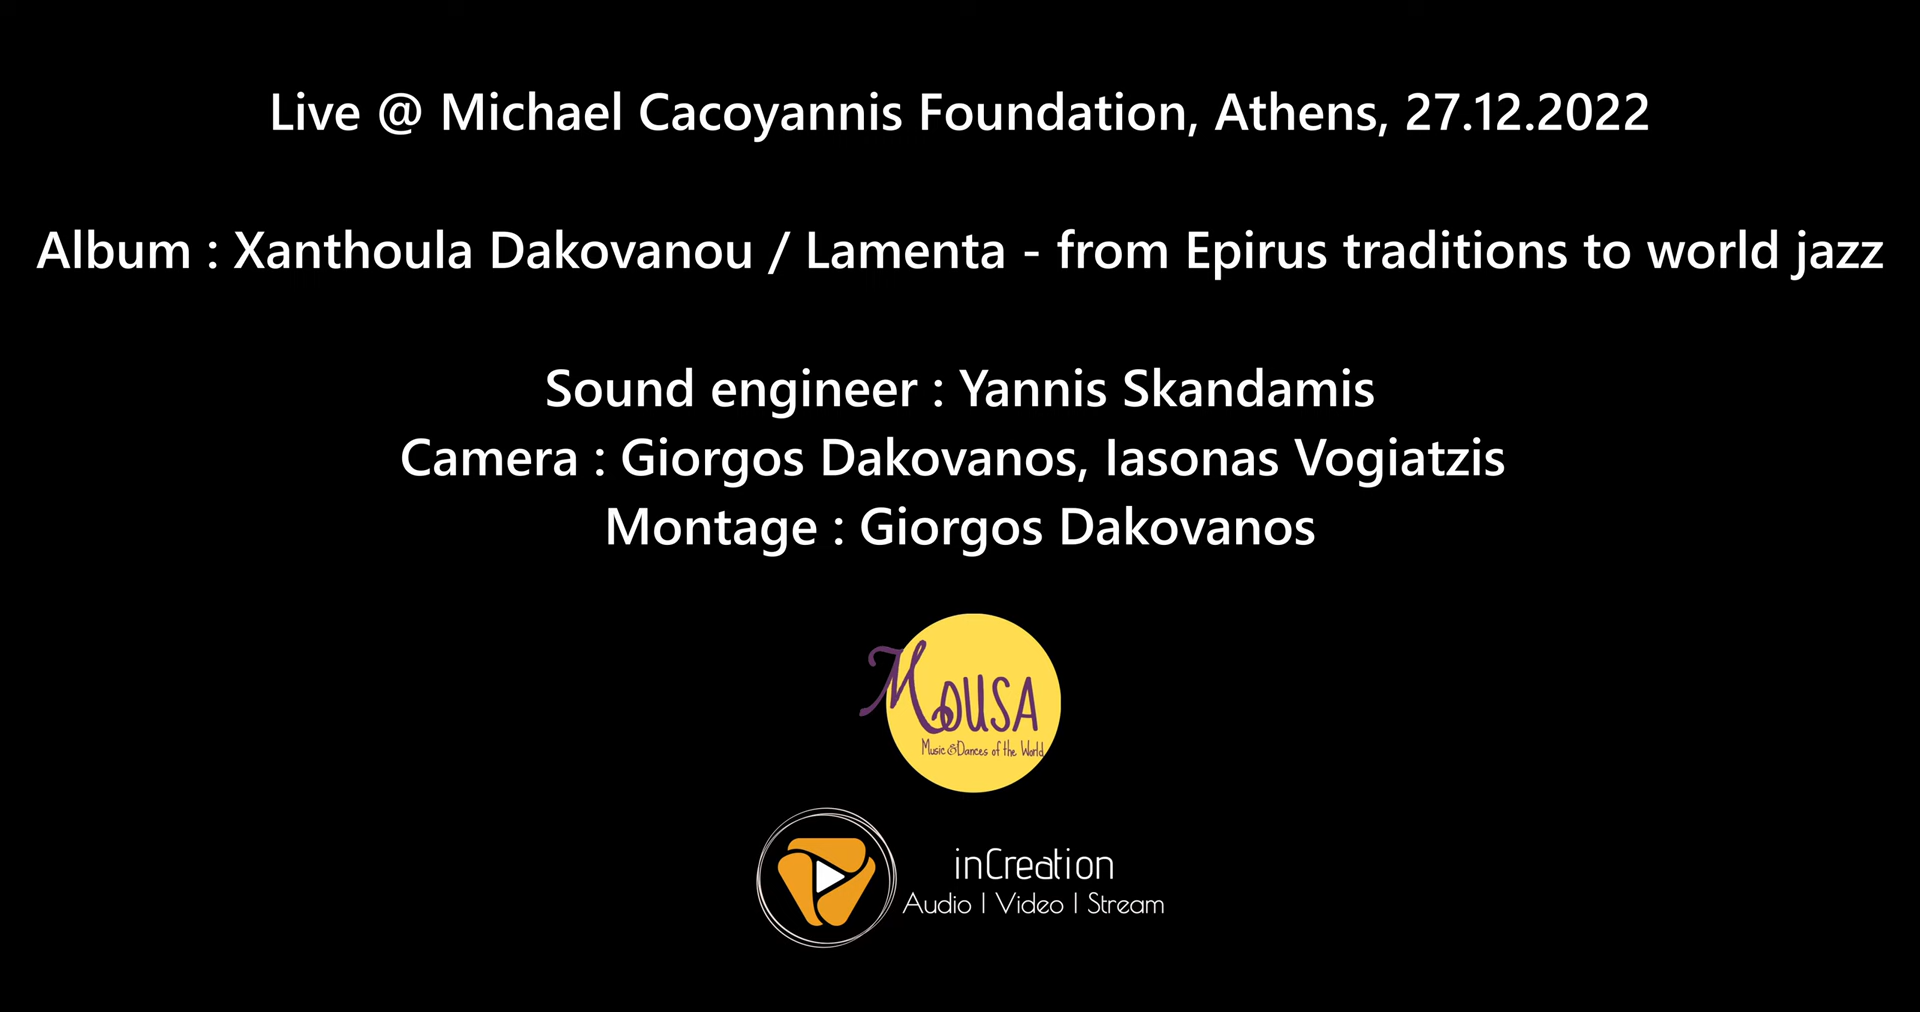 Live @ Michael Cacoyannis Foundation, Athens, 27.12.2022
Album : Xanthoula Dakovanou / Lamenta - from Epirus traditions to world jazz
Sound engineer : Yannis Skandamis
Camera : Giorgos Dakovanos, Iasonas Vogiatzis
Montage : Giorgos Dakovanos
MOUSA
Music & Dances of the World
inCreation
Audio | Video | Stream